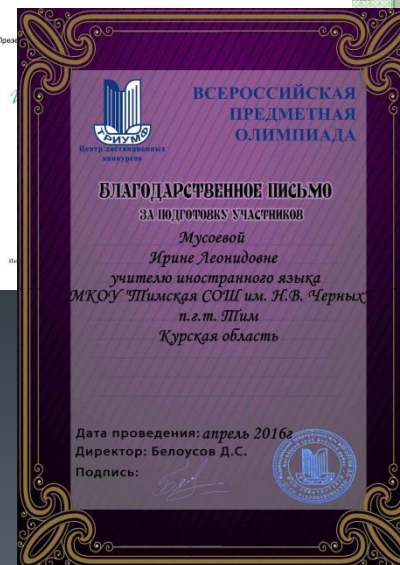 ТРИУМФ
Центр дистанционных
конкурсов
ВСЕРОССИЙСКАЯ
ПРЕДМЕТНАЯ
ОЛИМПИАДА
БЛАГОДАРСТВЕННОЕ ПИСЬМО
ЗА ПОДГОТОВКУ УЧАСТНИКОВ
Мусоевой
Ирине Леонидовне
учителю иностранного языка
МКОУ "Тимская СОШ им. Н.В. Черных"
п.г.т. Тим
Курская область
Дата проведения: апрель 2016г
Директор: Белоусов Д.С.
Подпись: